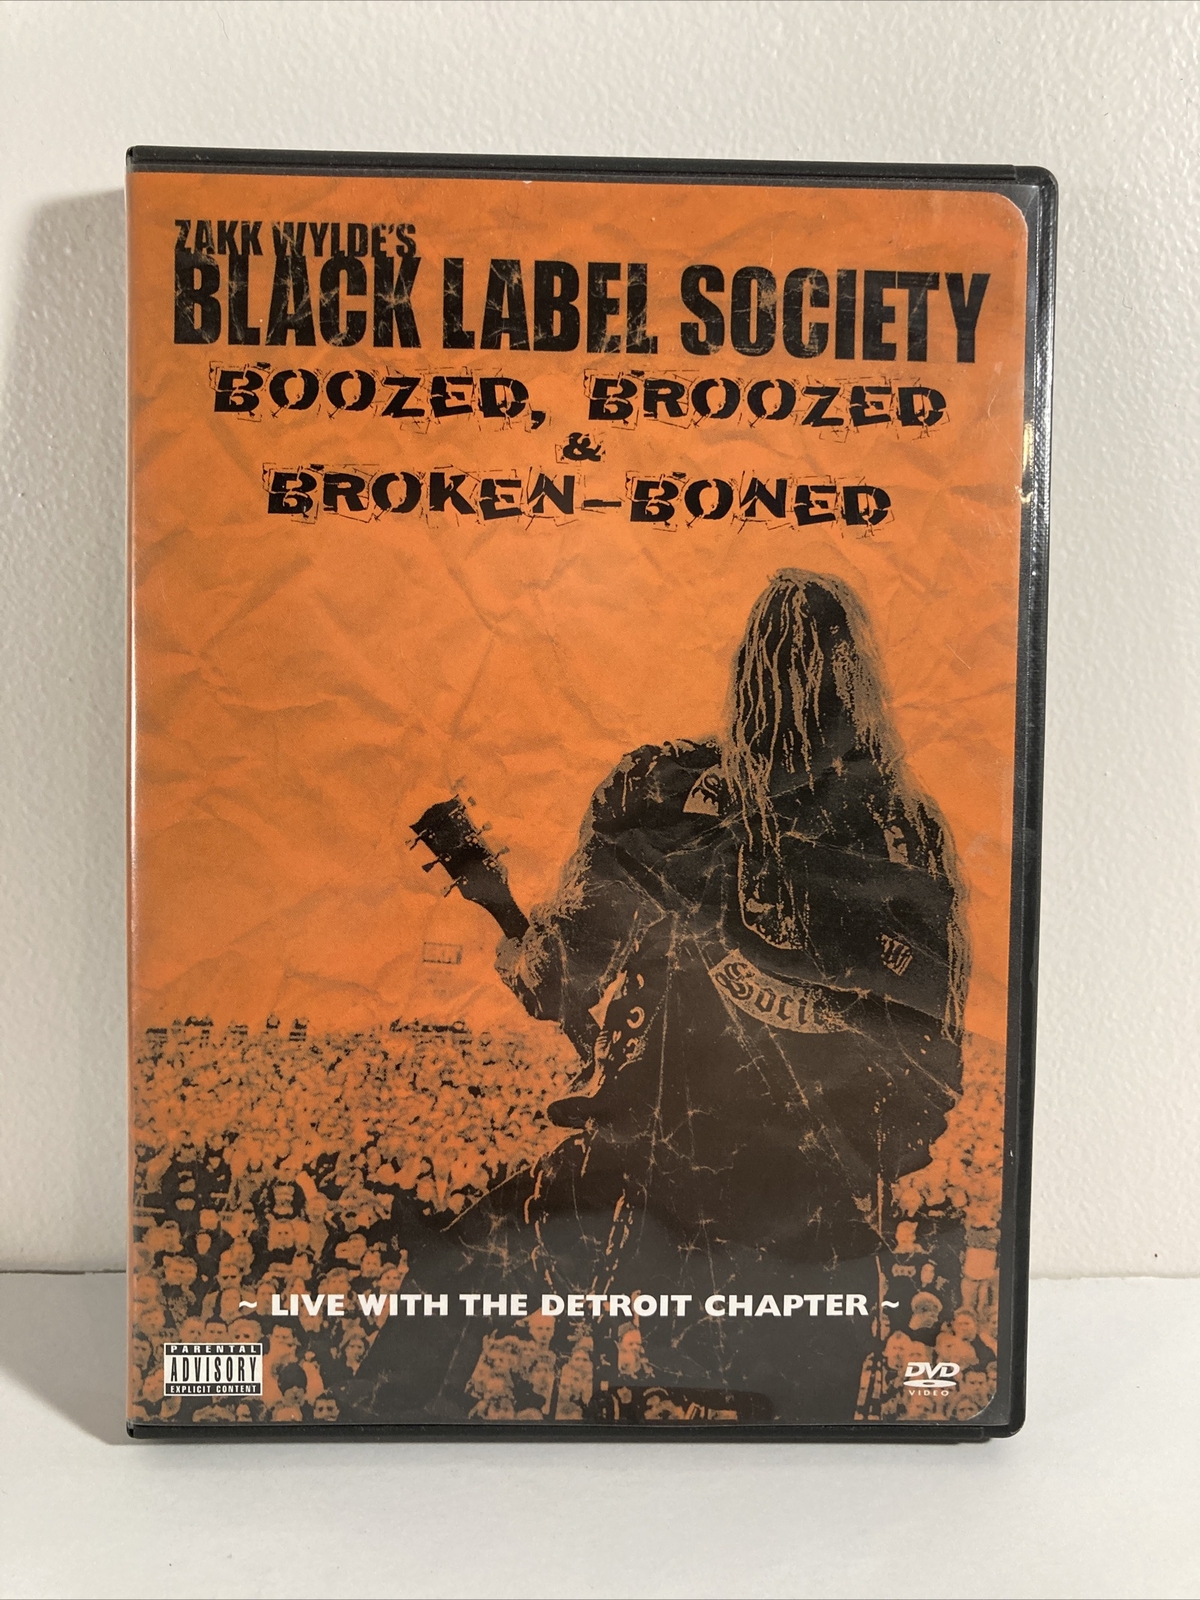 ZAKK WYLDE'S
BLACK LABEL SOCIETY
BOOZED, BROOZED
&
BROKEN-BONED
Soci
~ LIVE WITH THE DETROIT CHAPTER ~
PARENTAL
ADVISORY
EXPLICIT CONTENT
DVD
VIDEO